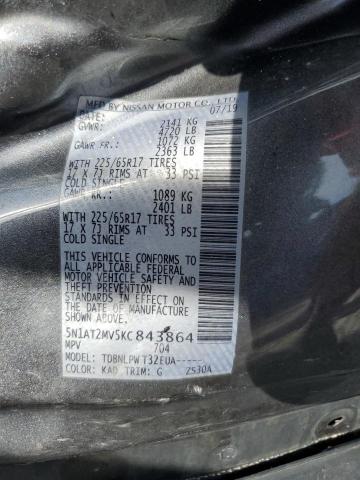 MFD BY NISSAN MOTOR CO., LTD.
DATE: 07/19
GVWR: 2141 KG
4720 LB
GAWR FR.: 1072 KG
2363 LB
WITH 225/65R17 TIRES
17 X 7J RIMS AT 33 PSI
COLD SINGLE
GAWR RR.: 1089 KG
2401 LB
WITH 225/65R17 TIRES
17 X 7J RIMS AT 33 PSI
COLD SINGLE
THIS VEHICLE CONFORMS TO
ALL APPLICABLE FEDERAL
MOTOR VEHICLE SAFETY AND
THEFT PREVENTION
STANDARDS IN EFFECT ON
THE DATE OF MANUFACTURE
SHOWN ABOVE.
5N1AT2MV5KC843864
MPV 704
MODEL: TDBNLPWT32EUA-----
COLOR: KAD TRIM: G Z530A